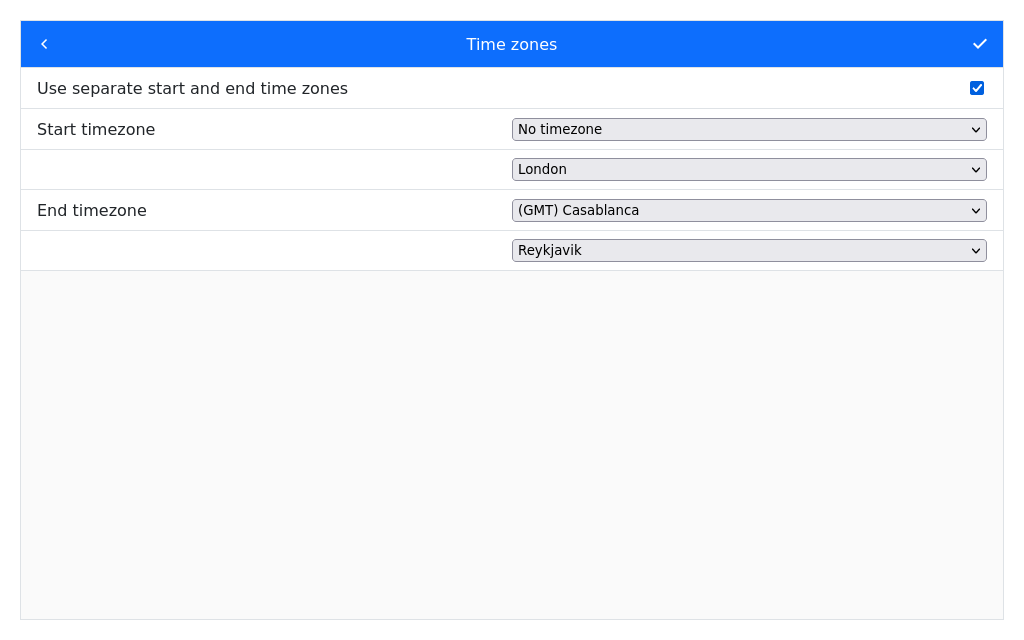 Time zones
Use separate start and end time zones
Start timezone
No timezone
London
End timezone
(GMT) Casablanca
Reykjavik